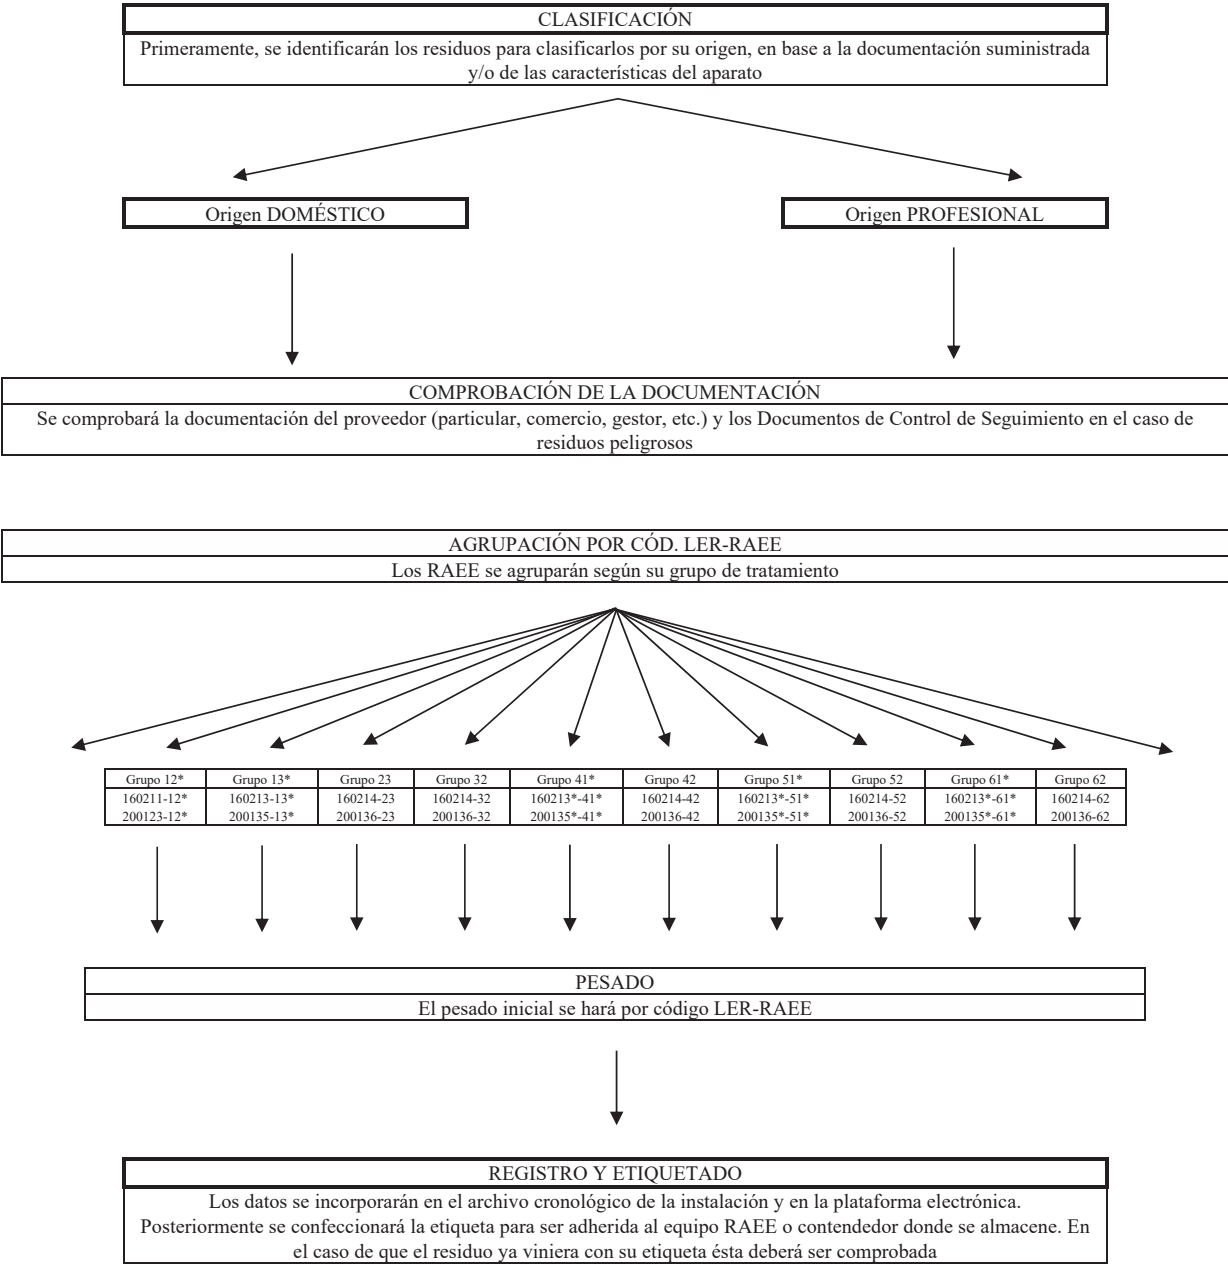 CLASIFICACIÓN
Primeramente, se identificarán los residuos para clasificarlos por su origen, en base a la documentación suministrada
y/o de las características del aparato
Origen DOMÉSTICO
Origen PROFESIONAL
COMPROBACIÓN DE LA DOCUMENTACIÓN
Se comprobará la documentación del proveedor (particular, comercio, gestor, etc.) y los Documentos de Control de Seguimiento en el caso de
residuos peligrosos
AGRUPACIÓN POR CÓD. LER-RAEE
Los RAEE se agruparán según su grupo de tratamiento
Grupo 12* Grupo 13* Grupo 23 Grupo 32 Grupo 41* Grupo 42 Grupo 51* Grupo 52 Grupo 61* Grupo 62
160211-12* 160213-13* 160214-23 160214-32 160213*-41* 160214-42 160213*-51* 160214-52 160213*-61* 160214-62
200123-12* 200135-13* 200136-23 200136-32 200135*-41* 200136-42 200135*-51* 200136-52 200135*-61* 200136-62
PESADO
El pesado inicial se hará por código LER-RAEE
REGISTRO Y ETIQUETADO
Los datos se incorporarán en el archivo cronológico de la instalación y en la plataforma electrónica.
Posteriormente se confeccionará la etiqueta para ser adherida al equipo RAEE o contendedor donde se almacene. En
el caso de que el residuo ya viniera con su etiqueta ésta deberá ser comprobada